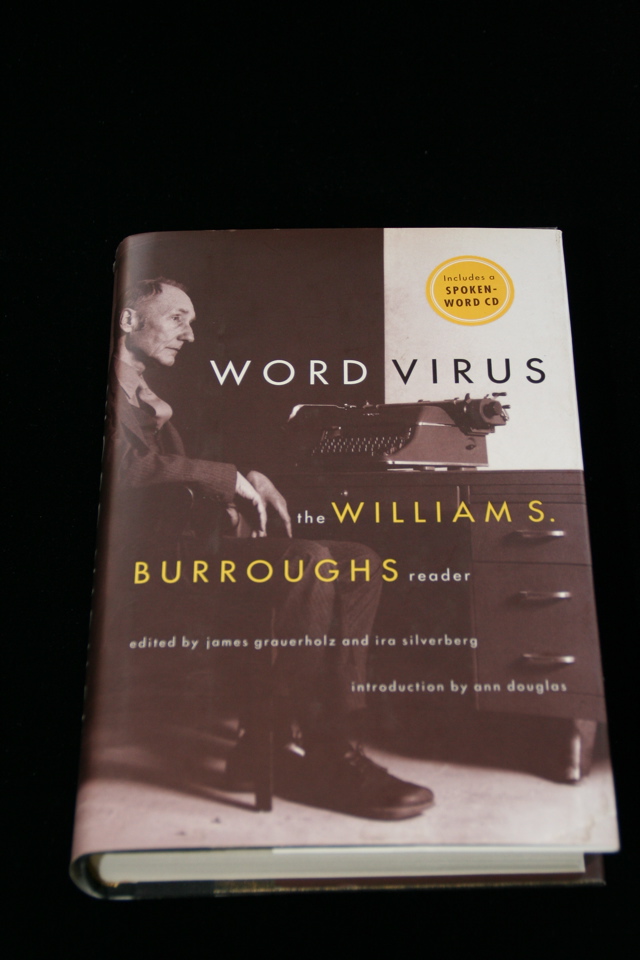 Includes a
SPOKEN-
WORD CD
WORD VIRUS
the WILLIAM S.
BURROUGHS reader
edited by james grauerholz and ira silverberg
introduction by ann douglas